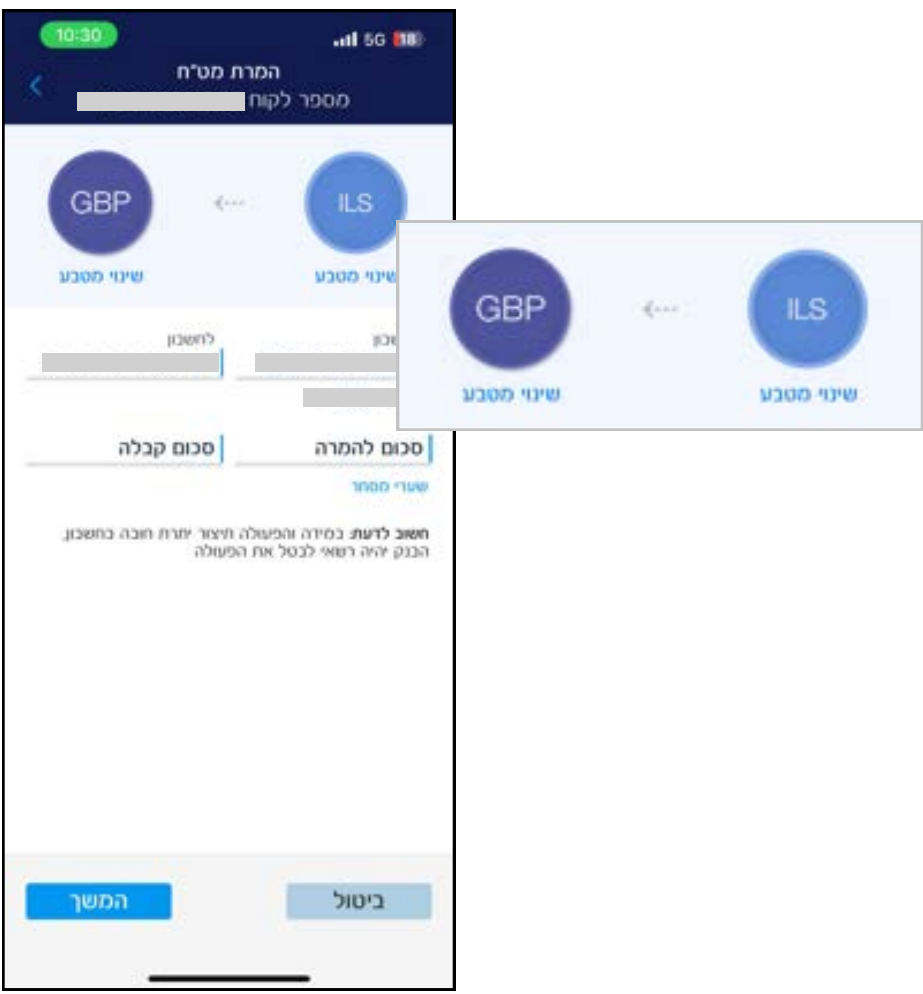 10:30 5G 18
המרת מט״ח
מספר לקוח
ILS GBP
שינוי מטבע שינוי מטבע
לחשבון
סכום להמרה סכום קבלה
שערי מסחר
חשוב לדעת: במידה והפעולה תיצור יתרת חובה בחשבון,
הבנק יהיה רשאי לבטל את הפעולה
ביטול המשך
ILS GBP
שינוי מטבע שינוי מטבע